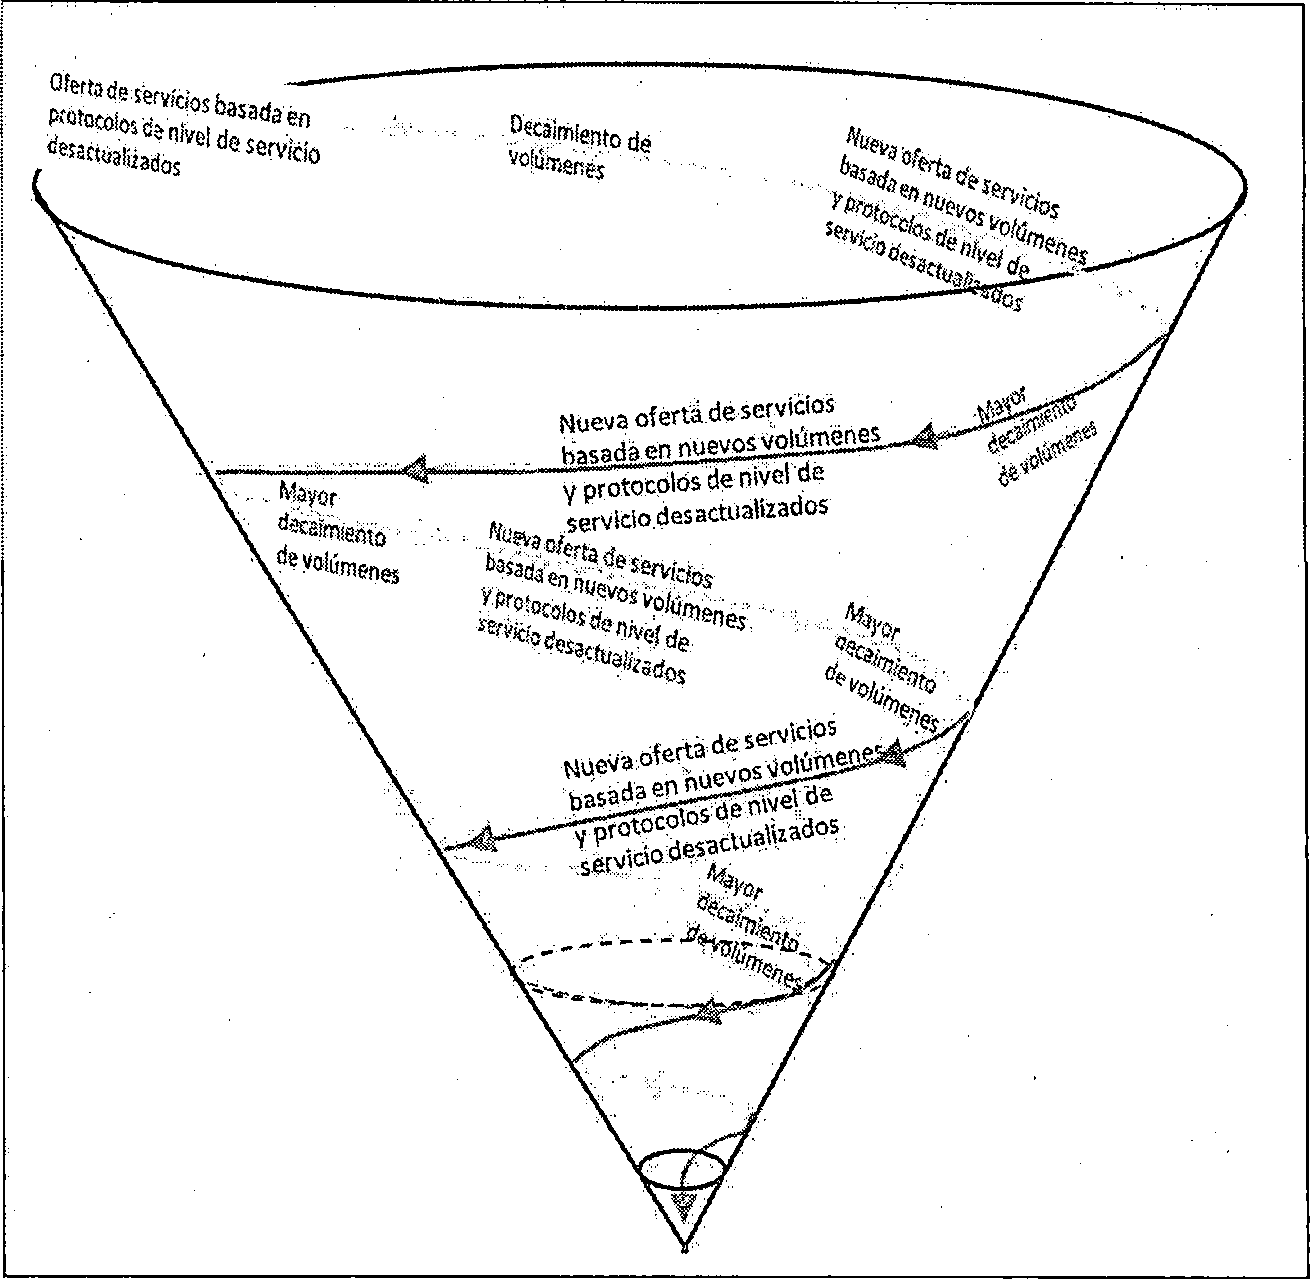 Oferta de servicios basada en
protocolos de nivel de servicio
desactualizados
Decaimiento de
volúmenes
Nueva oferta de servicios
basada en nuevos volúmenes
y protocolos de nivel de
servicio desactualizados
Mayor
decaimiento
de volúmenes
Nueva oferta de servicios
basada en nuevos volúmenes
y protocolos de nivel de
servicio desactualizados
Mayor
decaimiento
de volúmenes
Nueva oferta de servicios
basada en nuevos volúmenes
y protocolos de nivel de
servicio desactualizados
Mayor
decaimiento
de volúmenes
Nueva oferta de servicios
basada en nuevos volúmenes
y protocolos de nivel de
servicio desactualizados
Mayor
decaimiento
de volúmenes